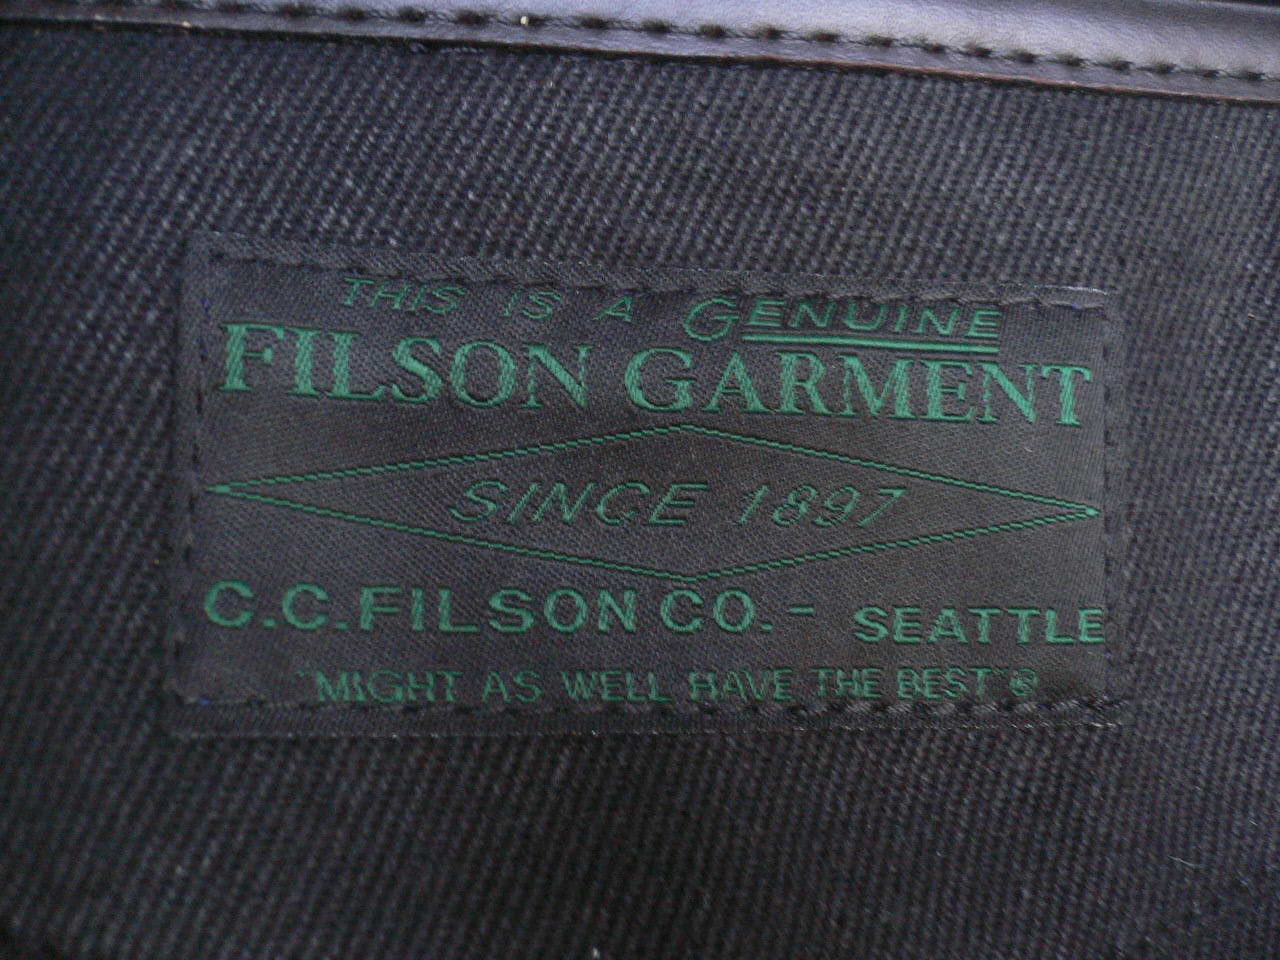 THIS IS A GENUINE
FILSON GARMENT
SINCE 1897
C.C. FILSON CO. - SEATTLE
"MIGHT AS WELL HAVE THE BEST"®